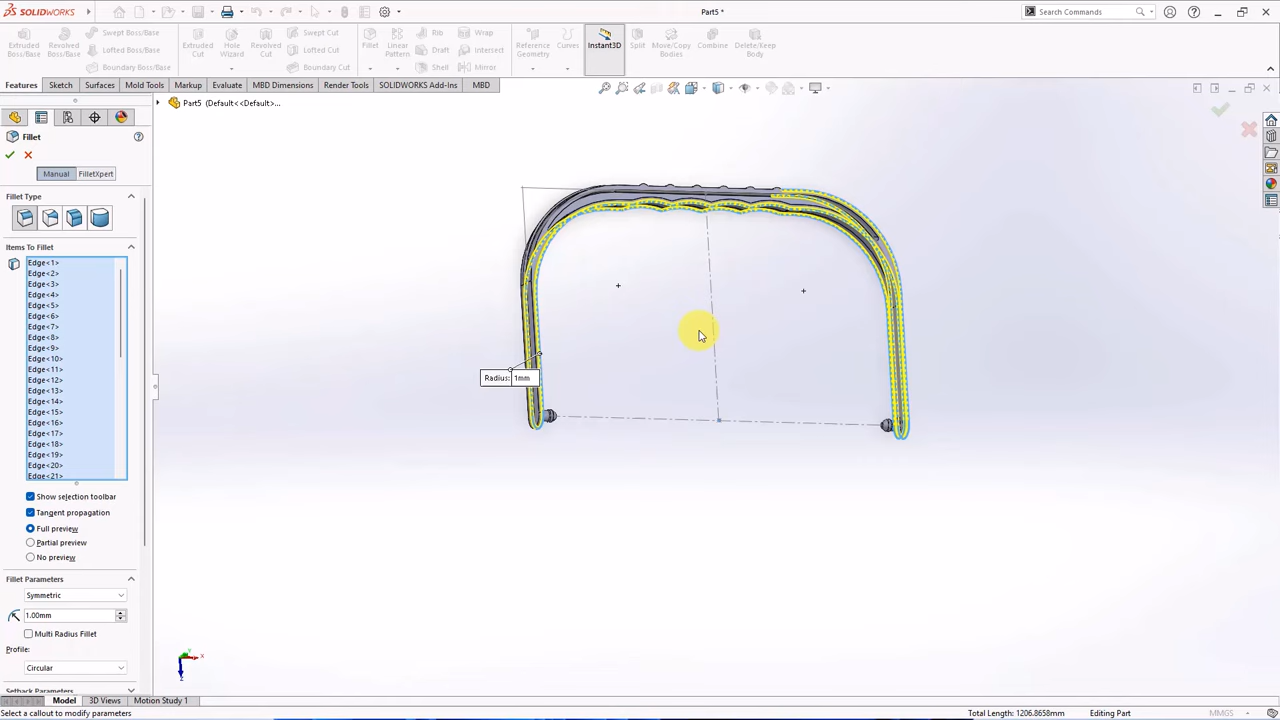 SOLIDWORKS
Part5 *
Search Commands
Extruded Boss/Base
Revolved Boss/Base
Swept Boss/Base
Lofted Boss/Base
Boundary Boss/Base
Extruded Cut
Hole Wizard
Revolved Cut
Swept Cut
Lofted Cut
Boundary Cut
Fillet
Linear Pattern
Rib
Draft
Shell
Wrap
Intersect
Mirror
Reference Geometry
Curves
Instant3D
Split
Move/Copy Bodies
Combine
Delete/Keep Body
Features
Sketch
Surfaces
Mold Tools
Markup
Evaluate
MBD Dimensions
Render Tools
SOLIDWORKS Add-Ins
MBD
Part5 (Default<<Default>...
Fillet
Manual
FilletXpert
Fillet Type
Items To Fillet
Edge<1>
Edge<2>
Edge<3>
Edge<4>
Edge<5>
Edge<6>
Edge<7>
Edge<8>
Edge<9>
Edge<10>
Edge<11>
Edge<12>
Edge<13>
Edge<14>
Edge<15>
Edge<16>
Edge<17>
Edge<18>
Edge<19>
Edge<20>
Edge<21>
Show selection toolbar
Tangent propagation
Full preview
Partial preview
No preview
Fillet Parameters
Symmetric
1.00mm
Multi Radius Fillet
Profile:
Circular
Setback Parameters
Radius: 1mm
Model
3D Views
Motion Study 1
Select a callout to modify parameters
Total Length: 1206.8658mm
Editing Part
MMGS